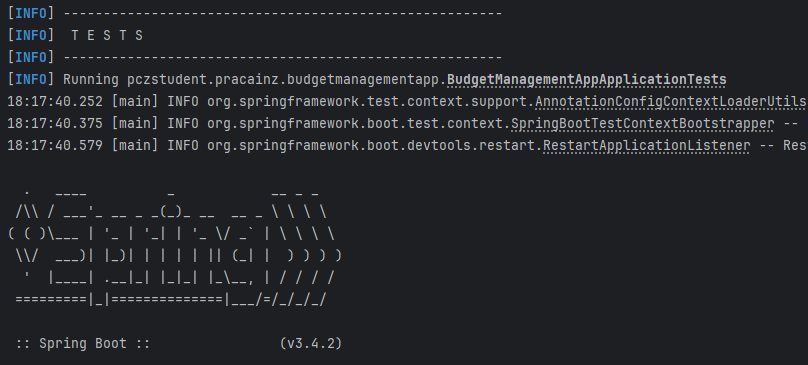 [INFO] -------------------------------------------------------
[INFO]  T E S T S
[INFO] -------------------------------------------------------
[INFO] Running pczstudent.pracainz.budgetmanagementapp.BudgetManagementAppApplicationTests
18:17:40.252 [main] INFO org.springframework.test.context.support.AnnotationConfigContextLoaderUtils
18:17:40.375 [main] INFO org.springframework.boot.test.context.SpringBootTestContextBootstrapper --
18:17:40.579 [main] INFO org.springframework.boot.devtools.restart.RestartApplicationListener -- Res
  .   ____          _            __ _ _
 /\\ / ___'_ __ _ _(_)_ __  __ _ \ \ \ \
( ( )\___ | '_ | '_| | '_ \/ _` | \ \ \ \
 \\/  ___)| |_)| | | | | || (_| |  ) ) ) )
  '  |____| .__|_| |_|_| |_\__, | / / / /
 =========|_|==============|___/=/_/_/_/
 :: Spring Boot ::                (v3.4.2)